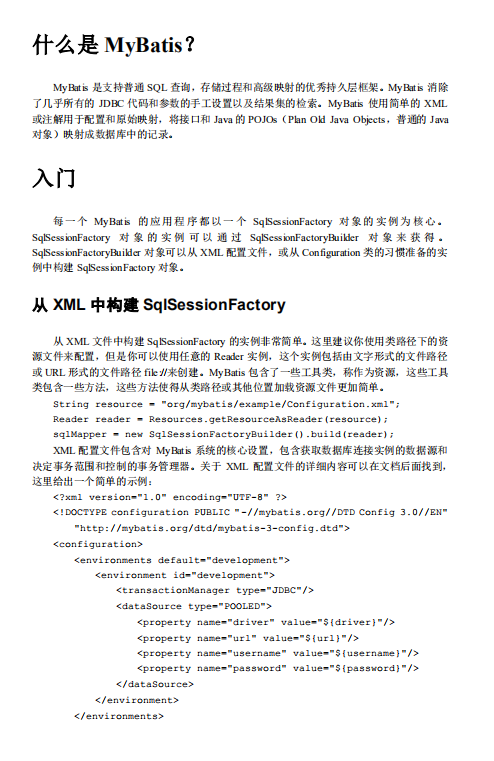 什么是 MyBatis？
MyBatis 是支持普通 SQL 查询，存储过程和高级映射的优秀持久层框架。MyBatis 消除
了几乎所有的 JDBC 代码和参数的手工设置以及结果集的检索。MyBatis 使用简单的 XML
或注解用于配置和原始映射，将接口和 Java 的 POJOs（Plan Old Java Objects，普通的 Java
对象）映射成数据库中的记录。
入门
每一个 MyBatis 的应用程序都以一个 SqlSessionFactory 对象的实例为核心。
SqlSessionFactory 对象的实例可以通过 SqlSessionFactoryBuilder 对象来获得。
SqlSessionFactoryBuilder 对象可以从 XML 配置文件，或从 Configuration 类的习惯准备的实
例中构建 SqlSessionFactory 对象。
从 XML 中构建 SqlSessionFactory
从 XML 文件中构建 SqlSessionFactory 的实例非常简单。这里建议你使用类路径下的资
源文件来配置，但是你可以使用任意的 Reader 实例，这个实例包括由文字形式的文件路径
或 URL 形式的文件路径 file://来创建。MyBatis 包含了一些工具类，称作为资源，这些工具
类包含一些方法，这些方法使得从类路径或其他位置加载资源文件更加简单。
String resource = "org/mybatis/example/Configuration.xml";
Reader reader = Resources.getResourceAsReader(resource);
sqlMapper = new SqlSessionFactoryBuilder().build(reader);
XML 配置文件包含对 MyBatis 系统的核心设置，包含获取数据库连接实例的数据源和
决定事务范围和控制的事务管理器。关于 XML 配置文件的详细内容可以在文档后面找到，
这里给出一个简单的示例：
<?xml version="1.0" encoding="UTF-8" ?>
<!DOCTYPE configuration PUBLIC "-//mybatis.org//DTD Config 3.0//EN"
"http://mybatis.org/dtd/mybatis-3-config.dtd">
<configuration>
<environments default="development">
<environment id="development">
<transactionManager type="JDBC"/>
<dataSource type="POOLED">
<property name="driver" value="${driver}"/>
<property name="url" value="${url}"/>
<property name="username" value="${username}"/>
<property name="password" value="${password}"/>
</dataSource>
</environment>
</environments>